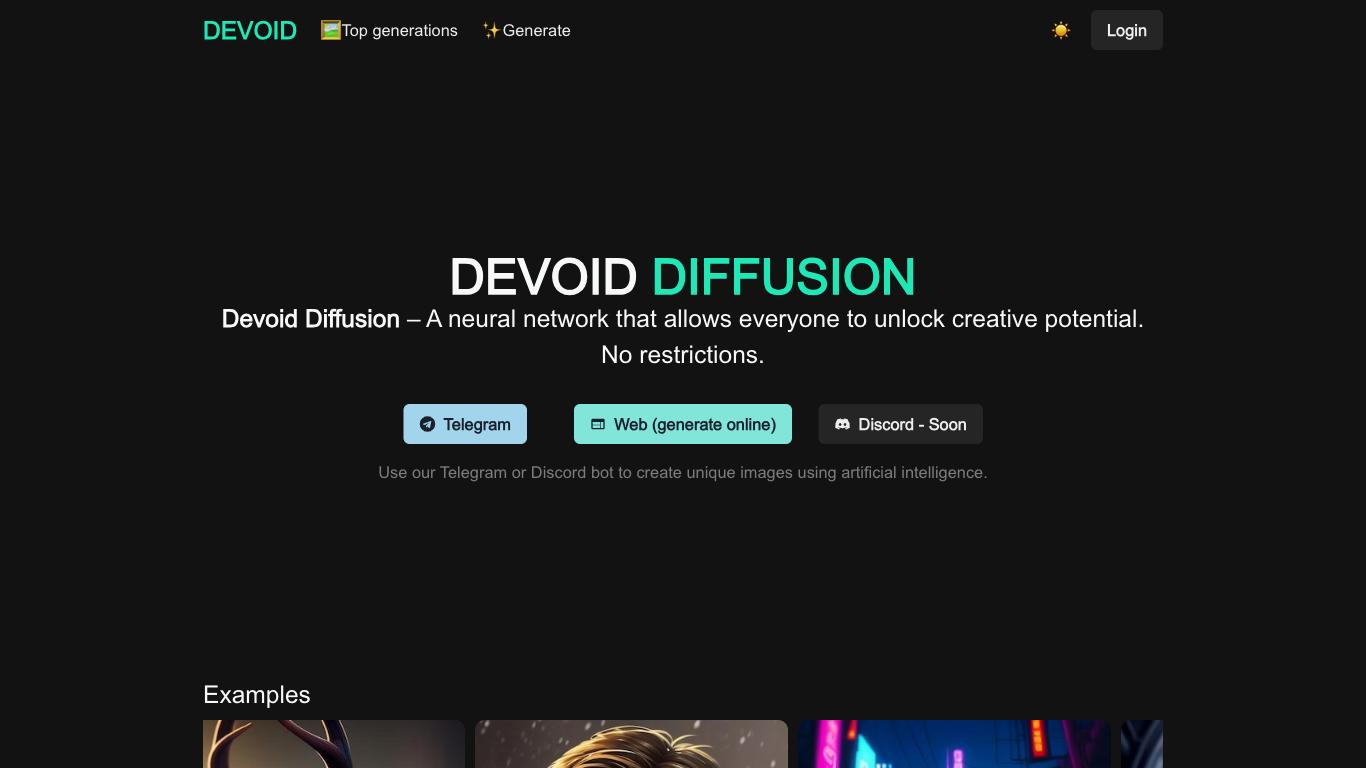 DEVOID
Top generations
Generate
Login
DEVOID DIFFUSION
Devoid Diffusion – A neural network that allows everyone to unlock creative potential.
No restrictions.
Telegram
Web (generate online)
Discord - Soon
Use our Telegram or Discord bot to create unique images using artificial intelligence.
Examples